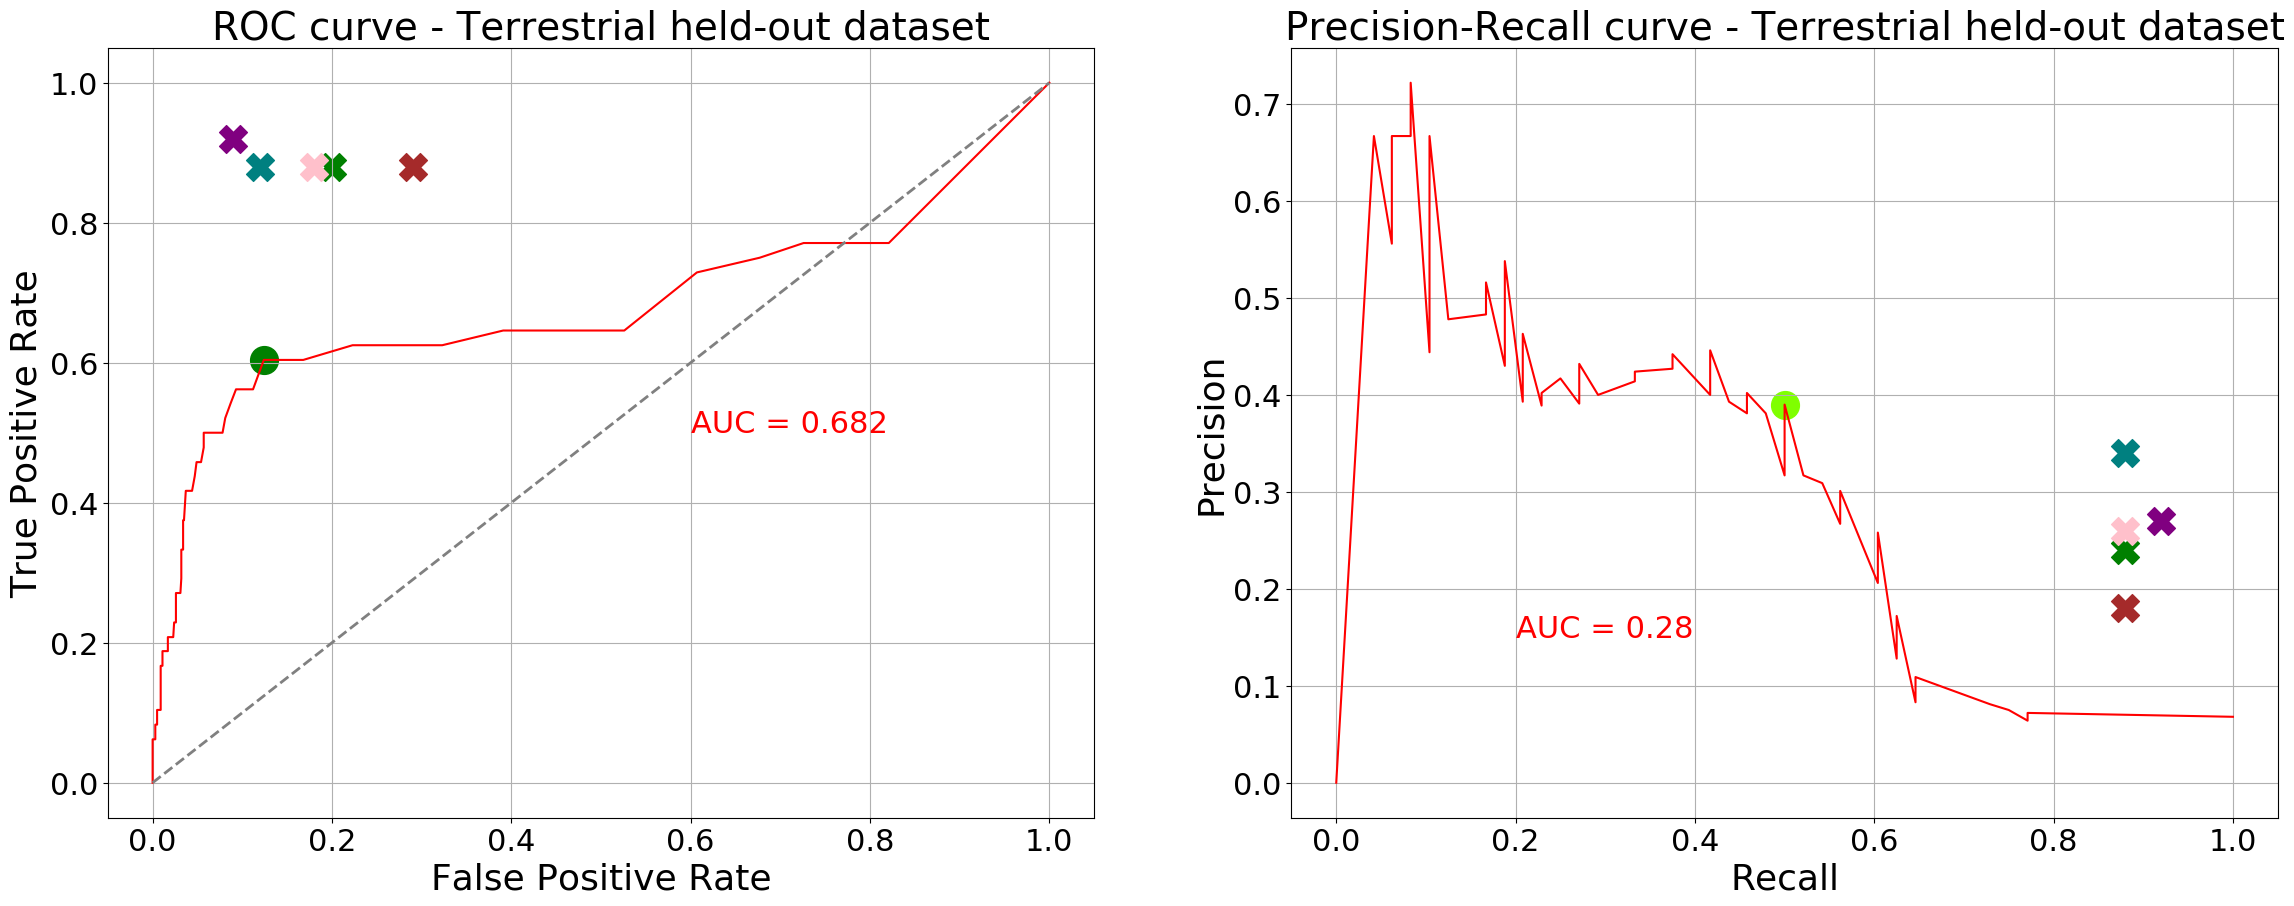 ROC curve - Terrestrial held-out dataset
True Positive Rate
1.0
0.8
0.6
0.4
0.2
0.0
AUC = 0.682
0.0 0.2 0.4 0.6 0.8 1.0
False Positive Rate
Precision-Recall curve - Terrestrial held-out dataset
Precision
0.7
0.6
0.5
0.4
0.3
0.2
0.1
0.0
AUC = 0.28
0.0 0.2 0.4 0.6 0.8 1.0
Recall